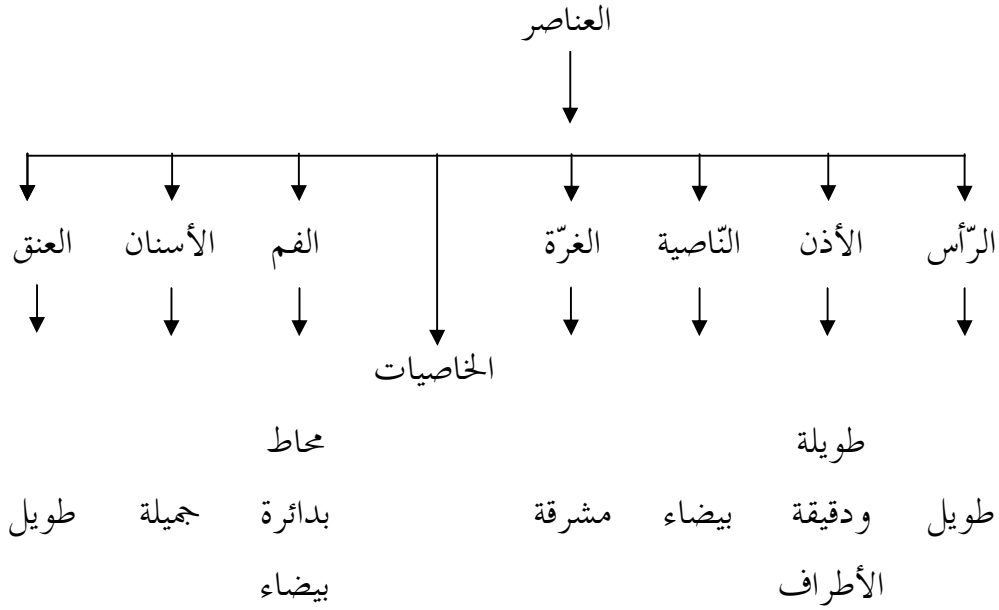 العناصر
الرّأس الأذن النّاصية الغرّة الفم الأسنان العنق
الخاصيات
طويلة محاط
طويل ودقيقة بيضاء مشرقة بدائرة جميلة طويل
الأطراف بيضاء